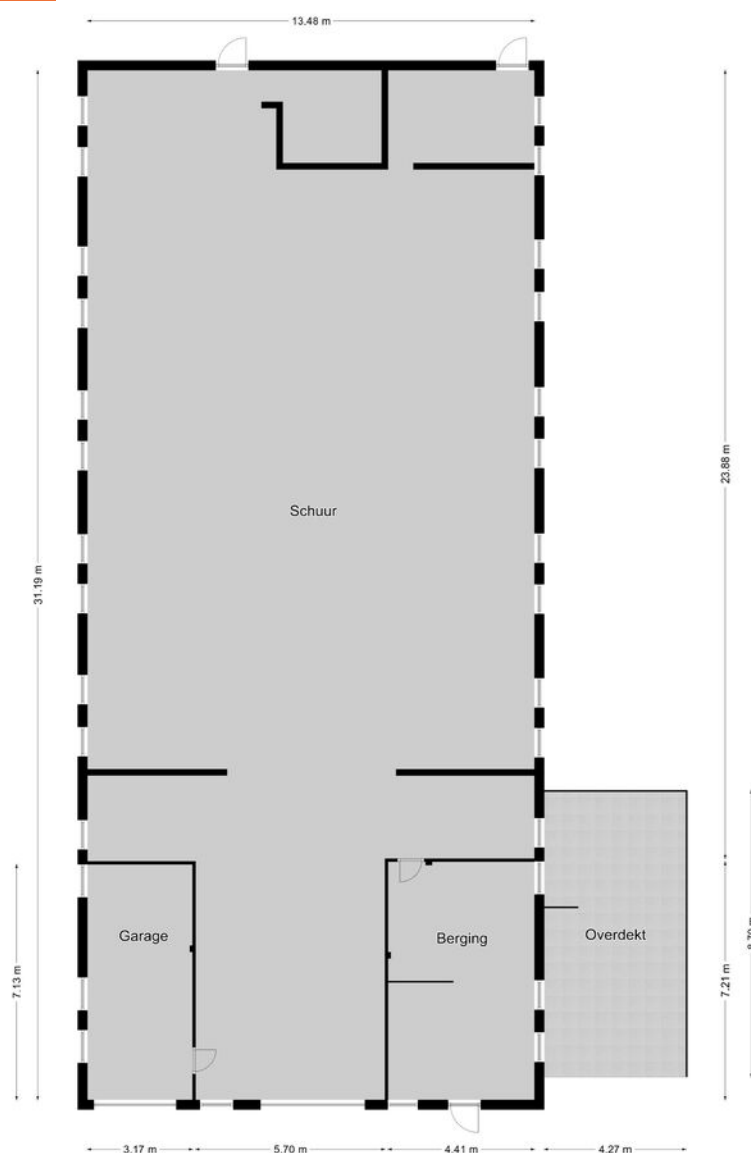 13.48 m
23.88 m
Schuur
31.19 m
Garage
Berging
Overdekt
7.13 m
7.21 m
3.17 m
5.70 m
4.41 m
4.27 m